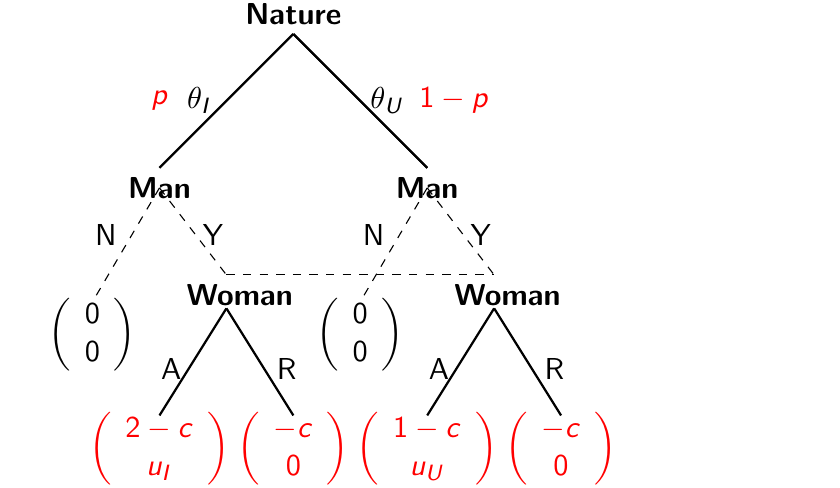 Nature
p θ_I θ_U 1 − p
Man Man
N Y N Y
Woman Woman
0 0
0 0
A R A R
2 − c −c 1 − c −c
u_I 0 u_U 0